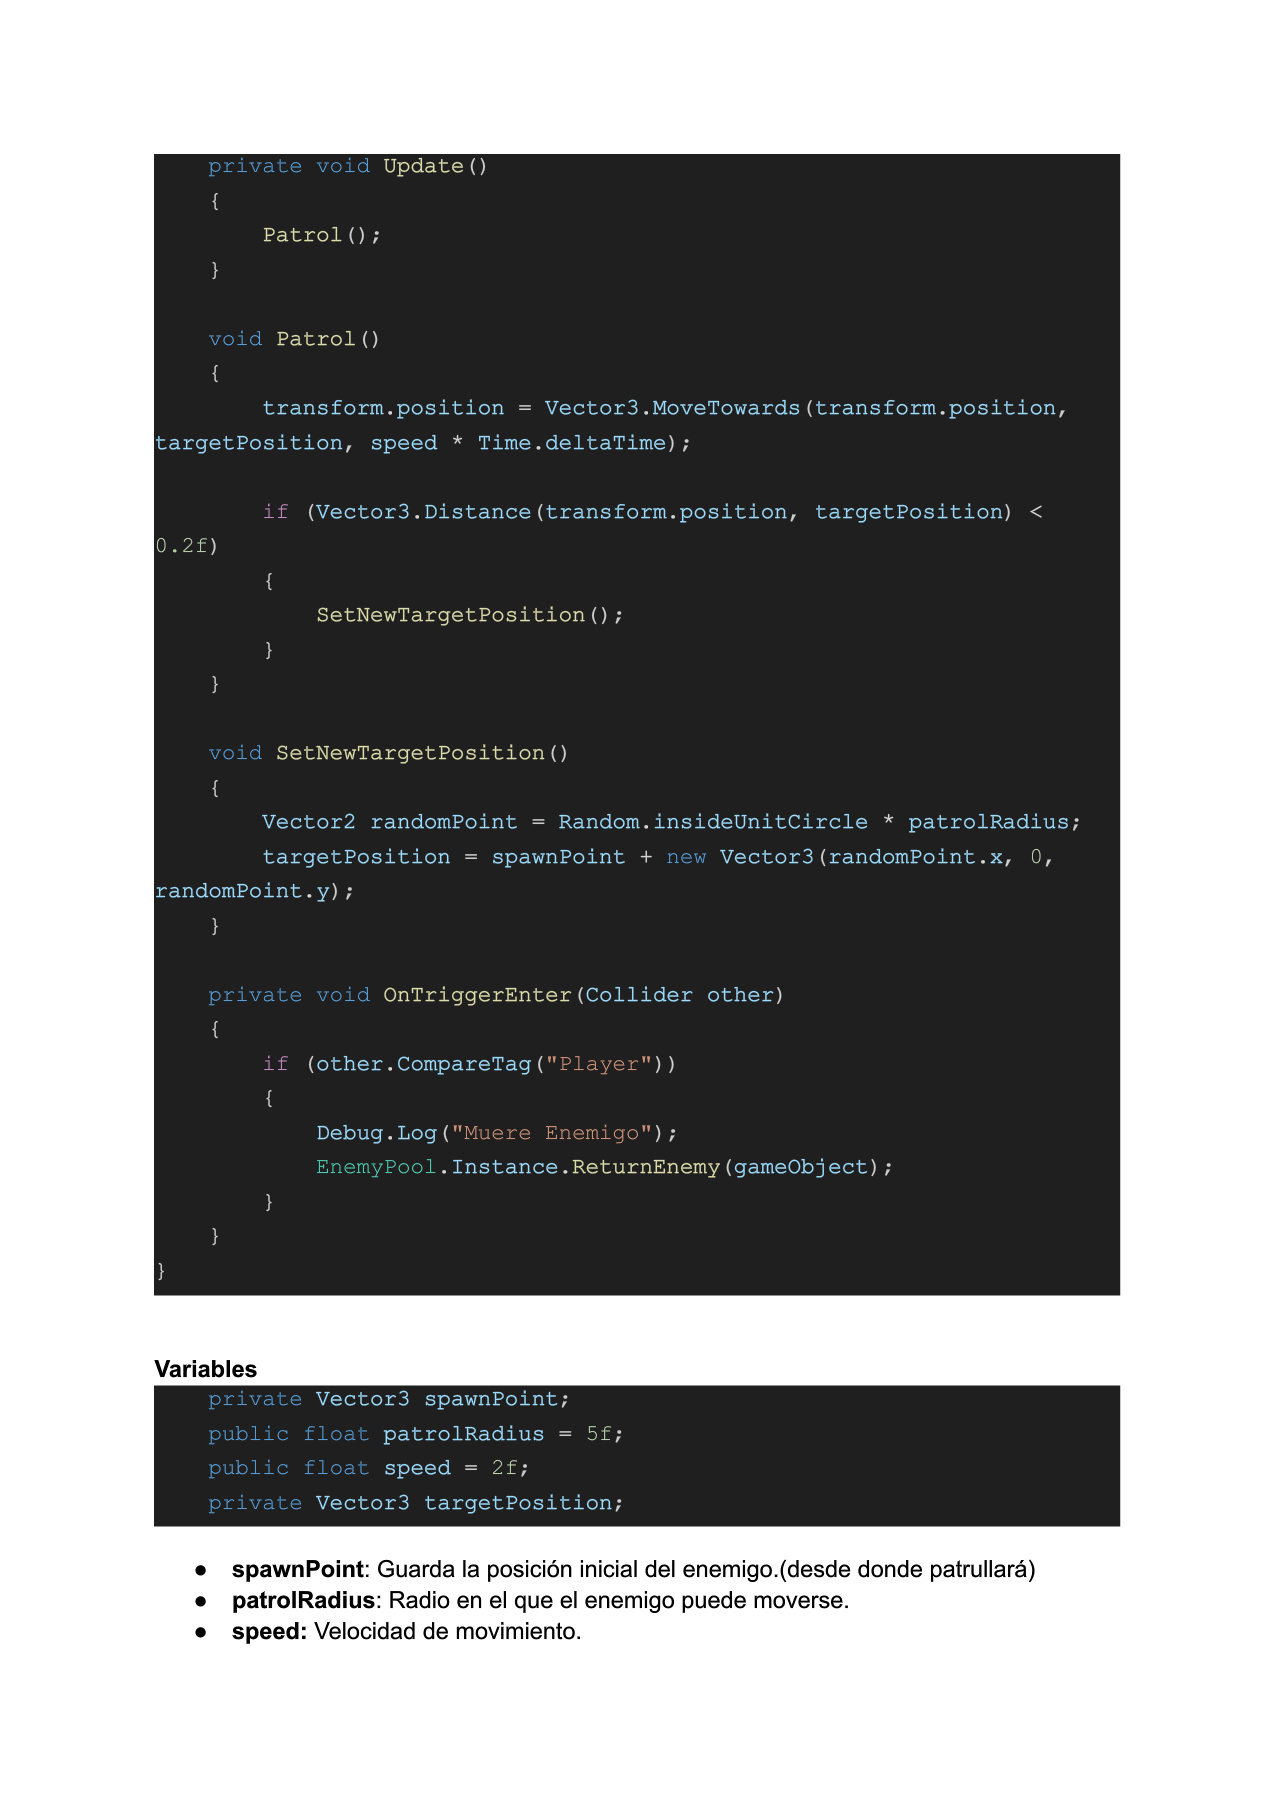 private void Update()
    {
        Patrol();
    }

    void Patrol()
    {
        transform.position = Vector3.MoveTowards(transform.position,
targetPosition, speed * Time.deltaTime);

        if (Vector3.Distance(transform.position, targetPosition) <
0.2f)
        {
            SetNewTargetPosition();
        }
    }

    void SetNewTargetPosition()
    {
        Vector2 randomPoint = Random.insideUnitCircle * patrolRadius;
        targetPosition = spawnPoint + new Vector3(randomPoint.x, 0,
randomPoint.y);
    }

    private void OnTriggerEnter(Collider other)
    {
        if (other.CompareTag("Player"))
        {
            Debug.Log("Muere Enemigo");
            EnemyPool.Instance.ReturnEnemy(gameObject);
        }
    }
}

Variables
    private Vector3 spawnPoint;
    public float patrolRadius = 5f;
    public float speed = 2f;
    private Vector3 targetPosition;

● spawnPoint: Guarda la posición inicial del enemigo.(desde donde patrullará)
● patrolRadius: Radio en el que el enemigo puede moverse.
● speed: Velocidad de movimiento.